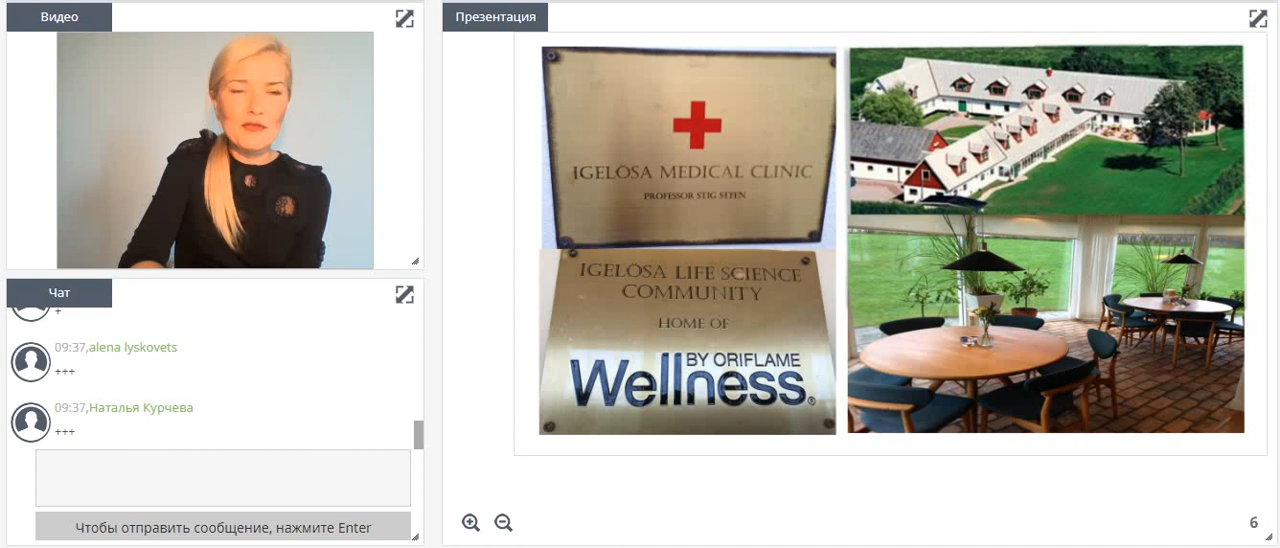 Видео
Чат
+
09:37,alena lyskovets
+++
09:37,Наталья Курчева
+++
Чтобы отправить сообщение, нажмите Enter
Презентация
IGELÖSA MEDICAL CLINIC
PROFESSOR STIG STEEN
IGELÖSA LIFE SCIENCE
COMMUNITY
HOME OF
BY ORIFLAME
Wellness®
6